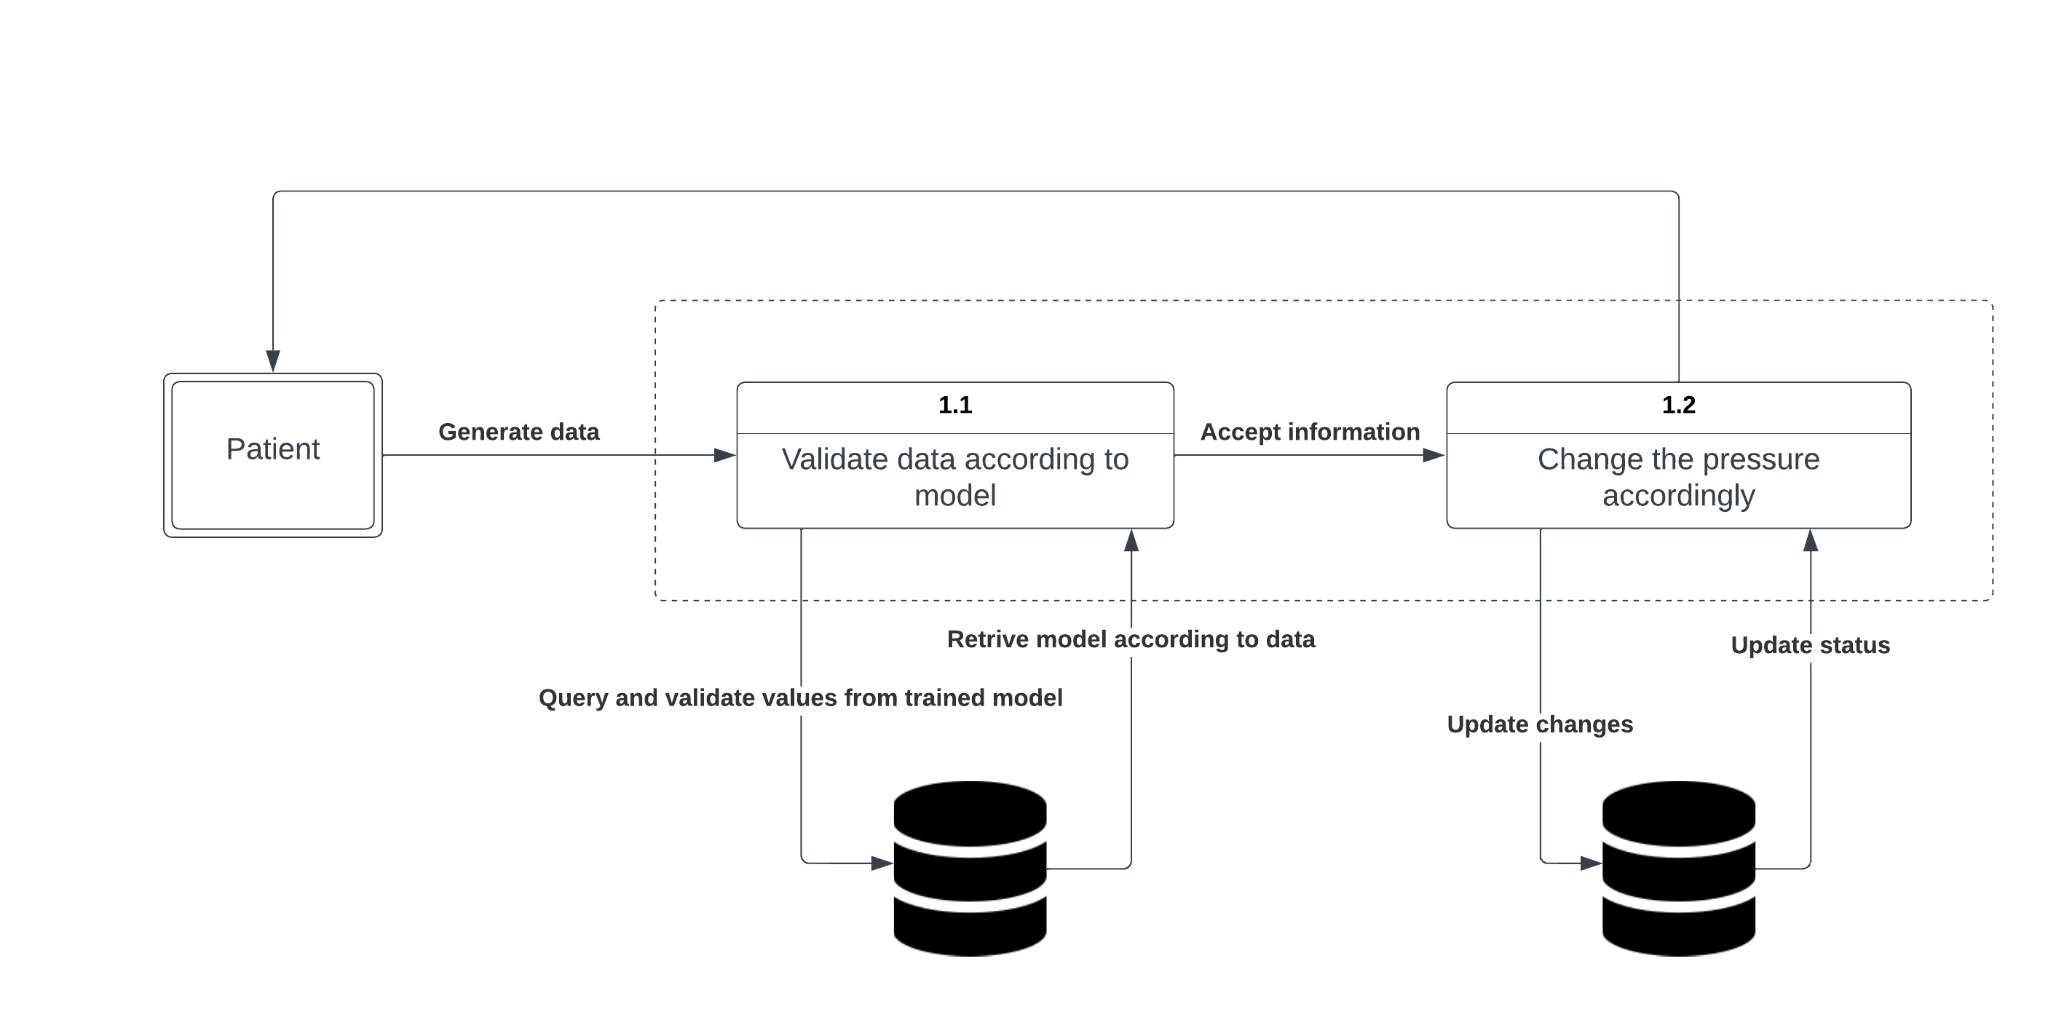 Patient
Generate data
1.1
Validate data according to
model
Accept information
1.2
Change the pressure
accordingly
Retrive model according to data
Query and validate values from trained model
Update status
Update changes